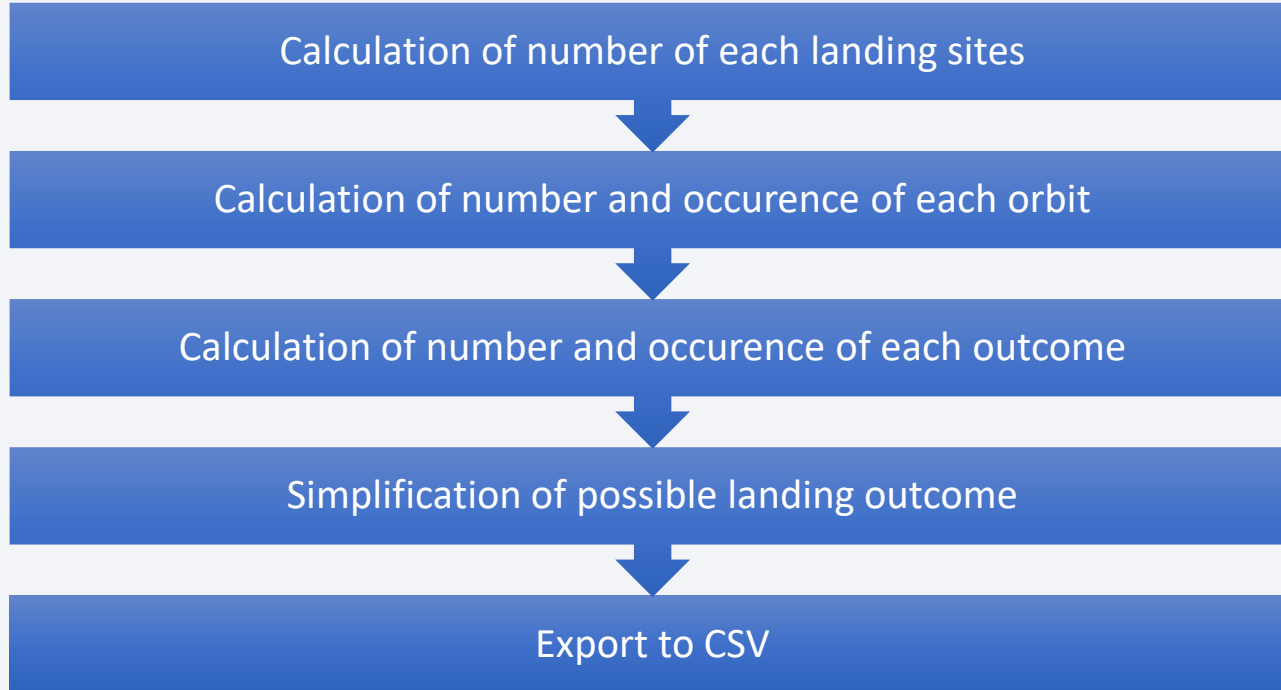 Calculation of number of each landing sites
Calculation of number and occurence of each orbit
Calculation of number and occurence of each outcome
Simplification of possible landing outcome
Export to CSV